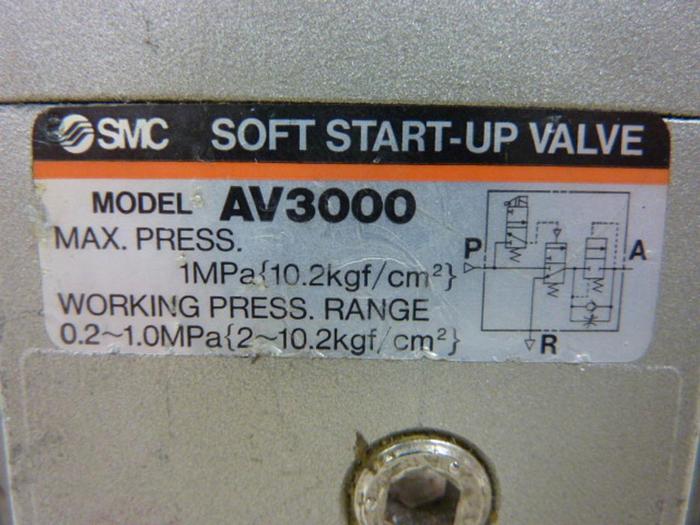 SMC SOFT START-UP VALVE
MODEL AV3000
MAX. PRESS.
1MPa{10.2kgf/cm²}
WORKING PRESS. RANGE
0.2~1.0MPa{2~10.2kgf/cm²}
P A
R